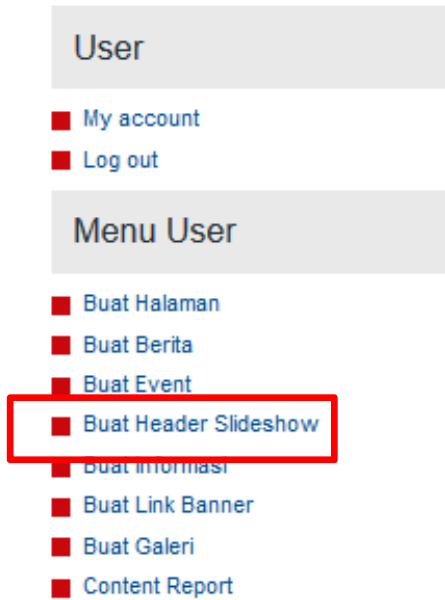 User
My account
Log out
Menu User
Buat Halaman
Buat Berita
Buat Event
Buat Header Slideshow
Buat Informasi
Buat Link Banner
Buat Galeri
Content Report